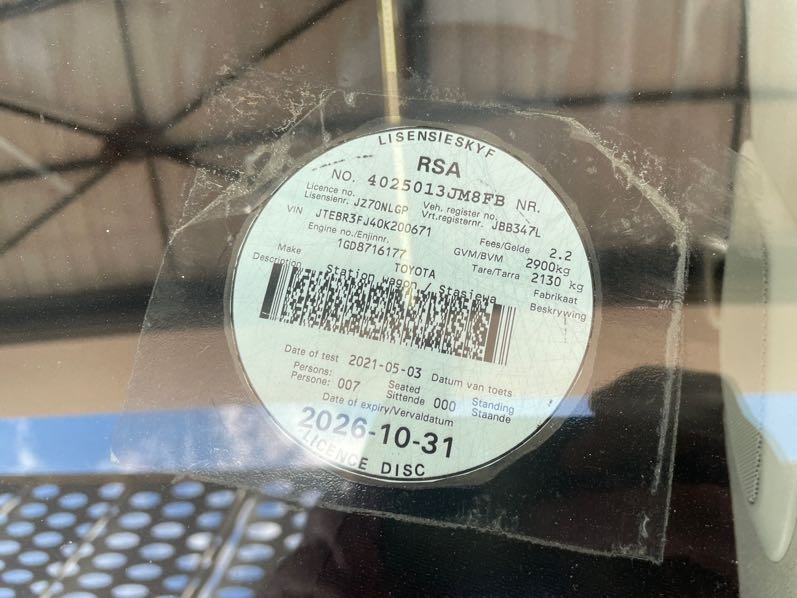 LISENSIESKYF
RSA
NO. 4025013JM8FB NR.
Licence no. Veh. register no.
Lisensienr. JZ70NLGP Vrt.registernr. JBB347L
VIN JTEBR3FJ40K200671 Fees/Gelde 2.2
Engine no./Enjinnr. GVM/BVM 2900kg
1GD8716177 Tare/Tarra 2130 kg
Make TOYOTA Fabrikaat
Description Station wagon / Stasiewa Beskrywing
Date of test 2021-05-03 Datum van toets
Persons: Seated Standing
Persone: 007 Sittende 000 Staande
Date of expiry/Vervaldatum
2026-10-31
LICENCE DISC